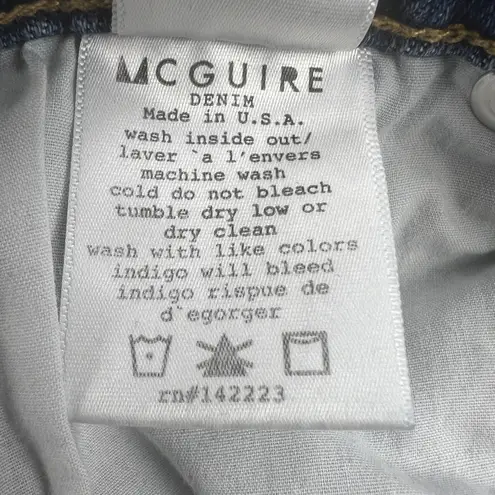 MCGUIRE
DENIM
Made in U.S.A.
wash inside out/
laver `a l'envers
machine wash
cold do not bleach
tumble dry low or
dry clean
wash with like colors
indigo will bleed
indigo rispue de
d`egorger
rn#142223